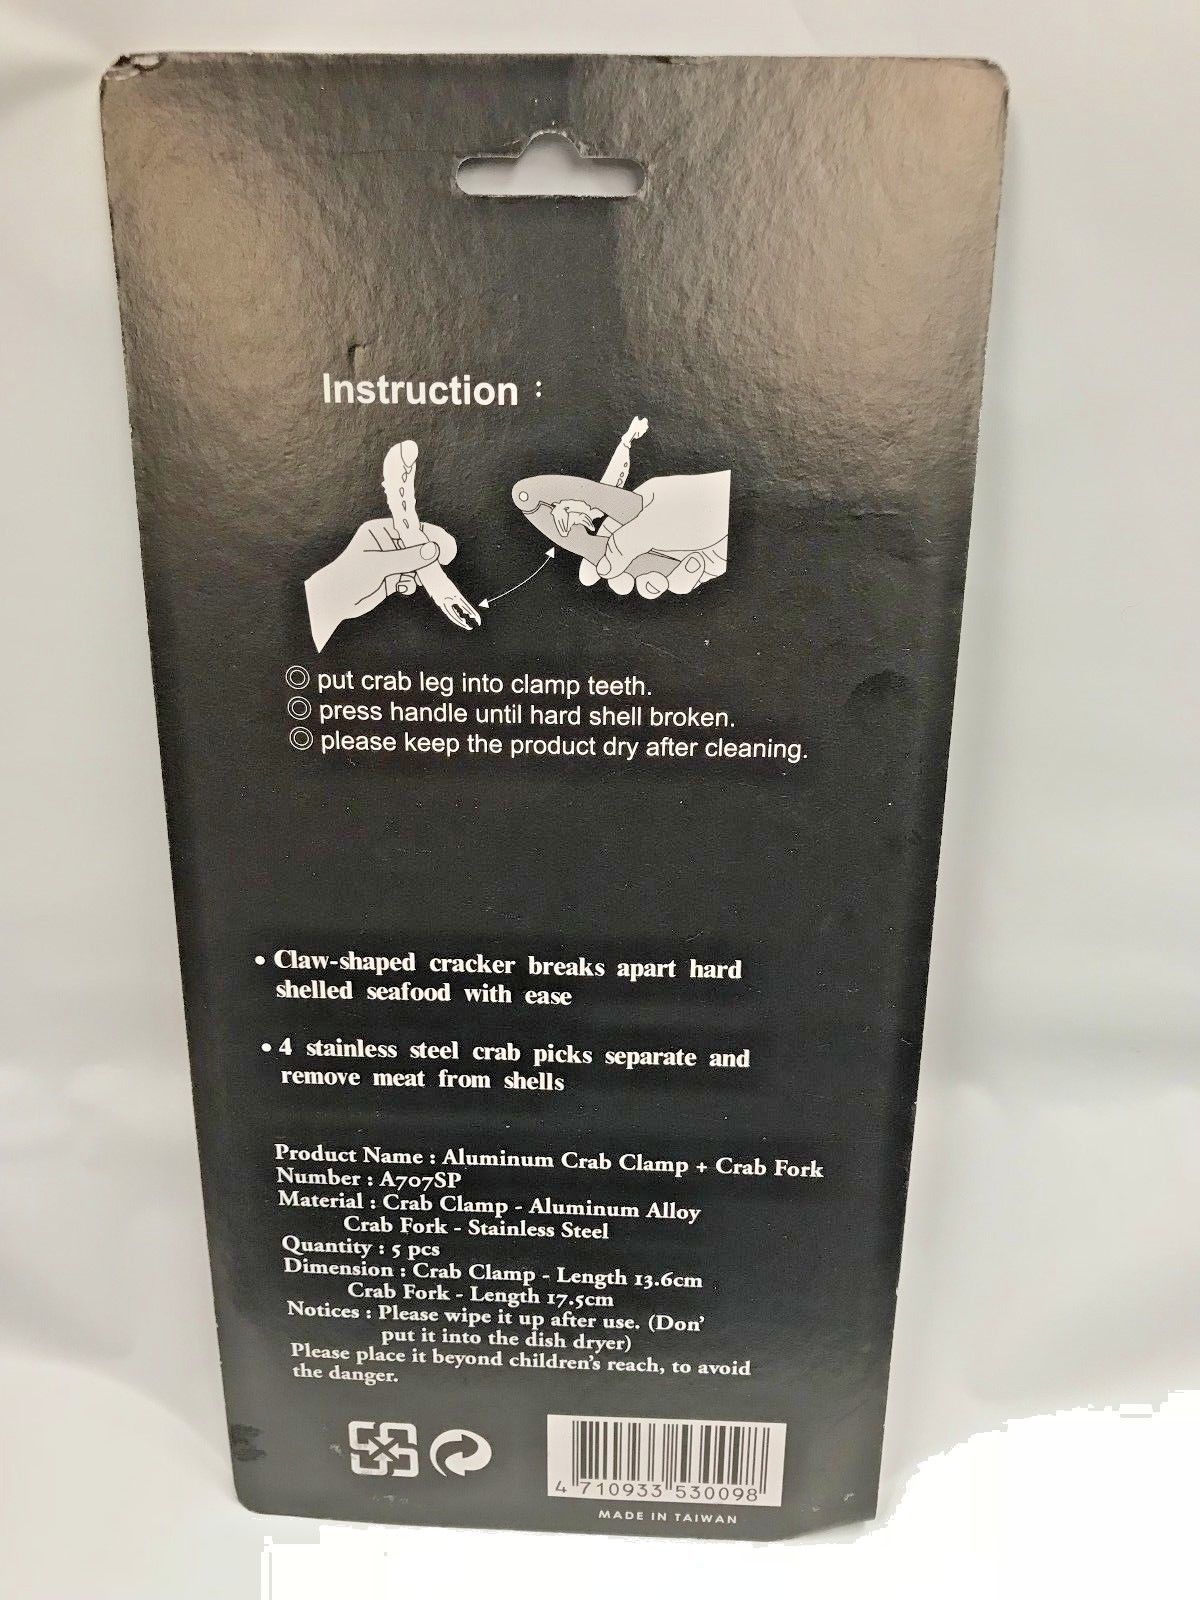 Instruction :
◎ put crab leg into clamp teeth.
◎ press handle until hard shell broken.
◎ please keep the product dry after cleaning.
• Claw-shaped cracker breaks apart hard
shelled seafood with ease
• 4 stainless steel crab picks separate and
remove meat from shells
Product Name : Aluminum Crab Clamp + Crab Fork
Number : A707SP
Material : Crab Clamp - Aluminum Alloy
Crab Fork - Stainless Steel
Quantity : 5 pcs
Dimension : Crab Clamp - Length 13.6cm
Crab Fork - Length 17.5cm
Notices : Please wipe it up after use. (Don'
put it into the dish dryer)
Please place it beyond children's reach, to avoid
the danger.
4 710933 530098
MADE IN TAIWAN